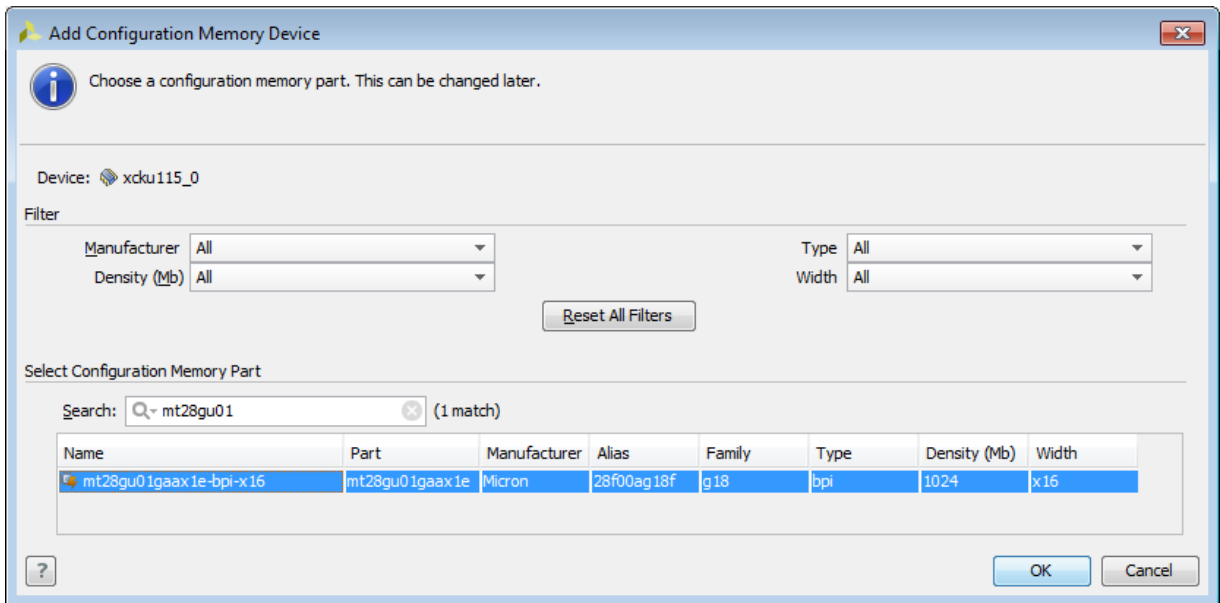 Add Configuration Memory Device
Choose a configuration memory part. This can be changed later.
Device: xcku115_0
Filter
Manufacturer All Type All
Density (Mb) All Width All
Reset All Filters
Select Configuration Memory Part
Search: mt28gu01 (1 match)
Name Part Manufacturer Alias Family Type Density (Mb) Width
mt28gu01gaax1e-bpi-x16 mt28gu01gaax1e Micron 28f00ag18f g18 bpi 1024 x16
? OK Cancel